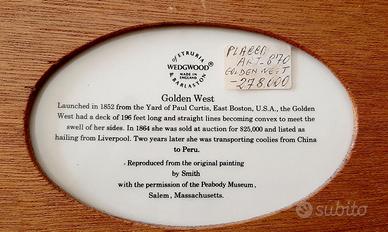 OF ETRURIA
WEDGWOOD®
MADE IN
ENGLAND
& BARLASTON
PLACED
ART. 870
GOLDEN WEST
278.000
Golden West
Launched in 1852 from the Yard of Paul Curtis, East Boston, U.S.A., the Golden
West had a deck of 196 feet long and straight lines becoming convex to meet the
swell of her sides. In 1864 she was sold at auction for $25,000 and listed as
hailing from Liverpool. Two years later she was transporting coolies from China
to Peru.
Reproduced from the original painting
by Smith
with the permission of the Peabody Museum,
Salem, Massachusetts.
subito